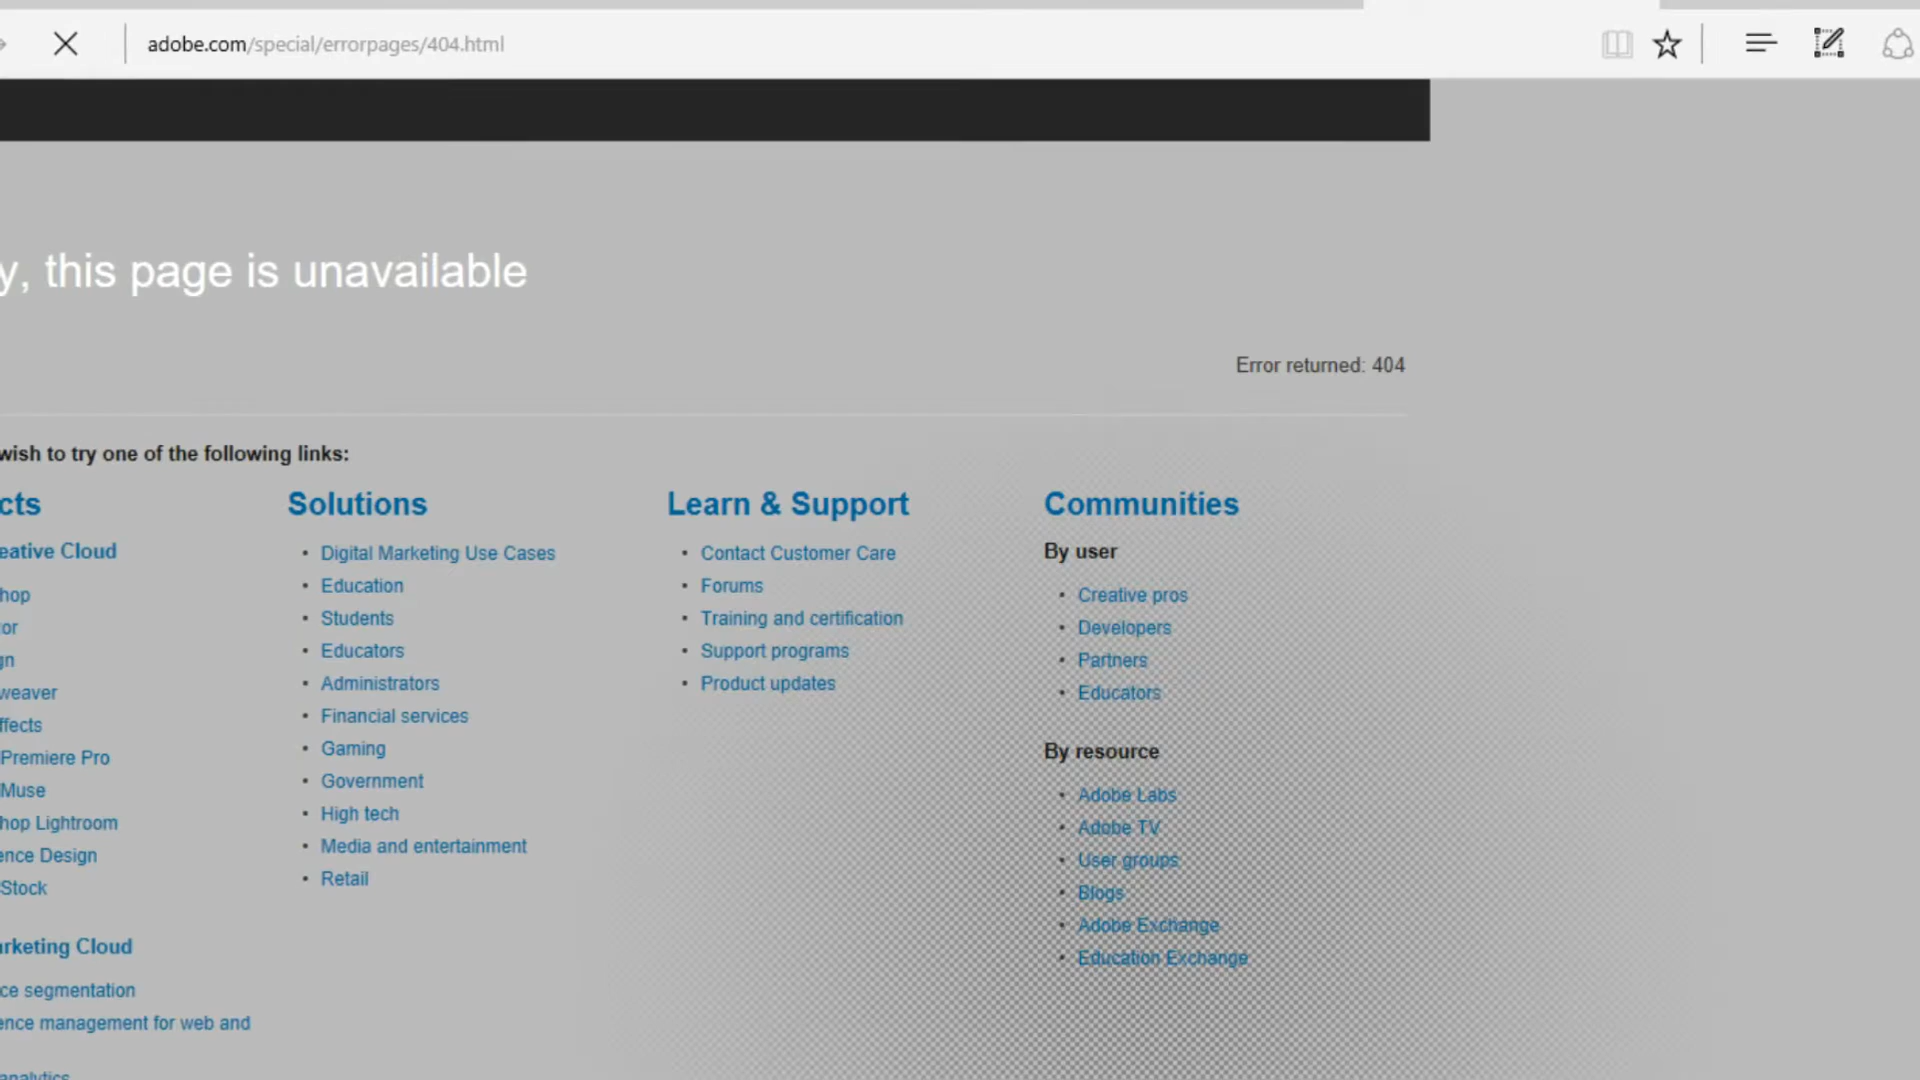 adobe.com/special/errorpages/404.html
y, this page is unavailable
Error returned: 404
wish to try one of the following links:
cts
eative Cloud
hop
or
gn
weaver
ffects
Premiere Pro
Muse
hop Lightroom
ence Design
Stock
arketing Cloud
ce segmentation
ence management for web and
analytics
Solutions
Digital Marketing Use Cases
Education
Students
Educators
Administrators
Financial services
Gaming
Government
High tech
Media and entertainment
Retail
Learn & Support
Contact Customer Care
Forums
Training and certification
Support programs
Product updates
Communities
By user
Creative pros
Developers
Partners
Educators
By resource
Adobe Labs
Adobe TV
User groups
Blogs
Adobe Exchange
Education Exchange